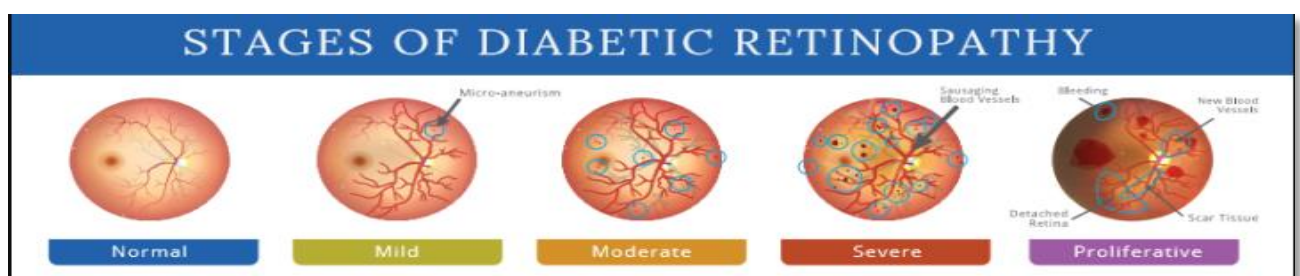 STAGES OF DIABETIC RETINOPATHY
Micro-aneurism
Sausaging
Blood Vessels
Bleeding
New Blood
Vessels
Detached
Retina
Scar Tissue
Normal
Mild
Moderate
Severe
Proliferative